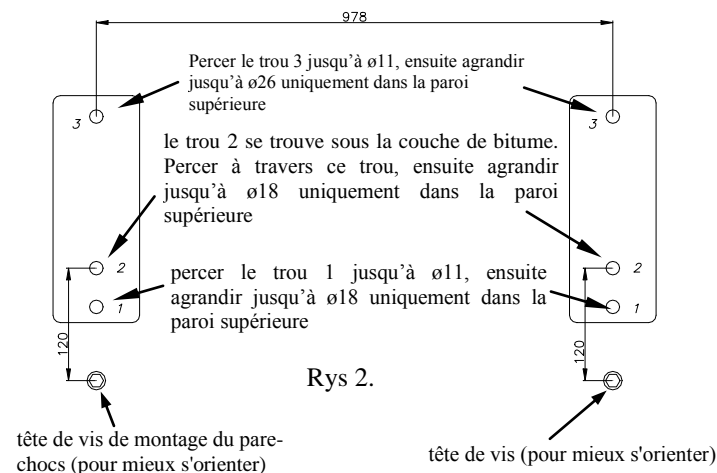 978
Percer le trou 3 jusqu'à ø11, ensuite agrandir
jusqu'à ø26 uniquement dans la paroi
supérieure
3
3
le trou 2 se trouve sous la couche de bitume.
Percer à travers ce trou, ensuite agrandir
jusqu'à ø18 uniquement dans la paroi
supérieure
2
2
percer le trou 1 jusqu'à ø11, ensuite
agrandir jusqu'à ø18 uniquement dans la
paroi supérieure
1
1
120
120
Rys 2.
tête de vis de montage du pare-
chocs (pour mieux s'orienter)
tête de vis (pour mieux s'orienter)